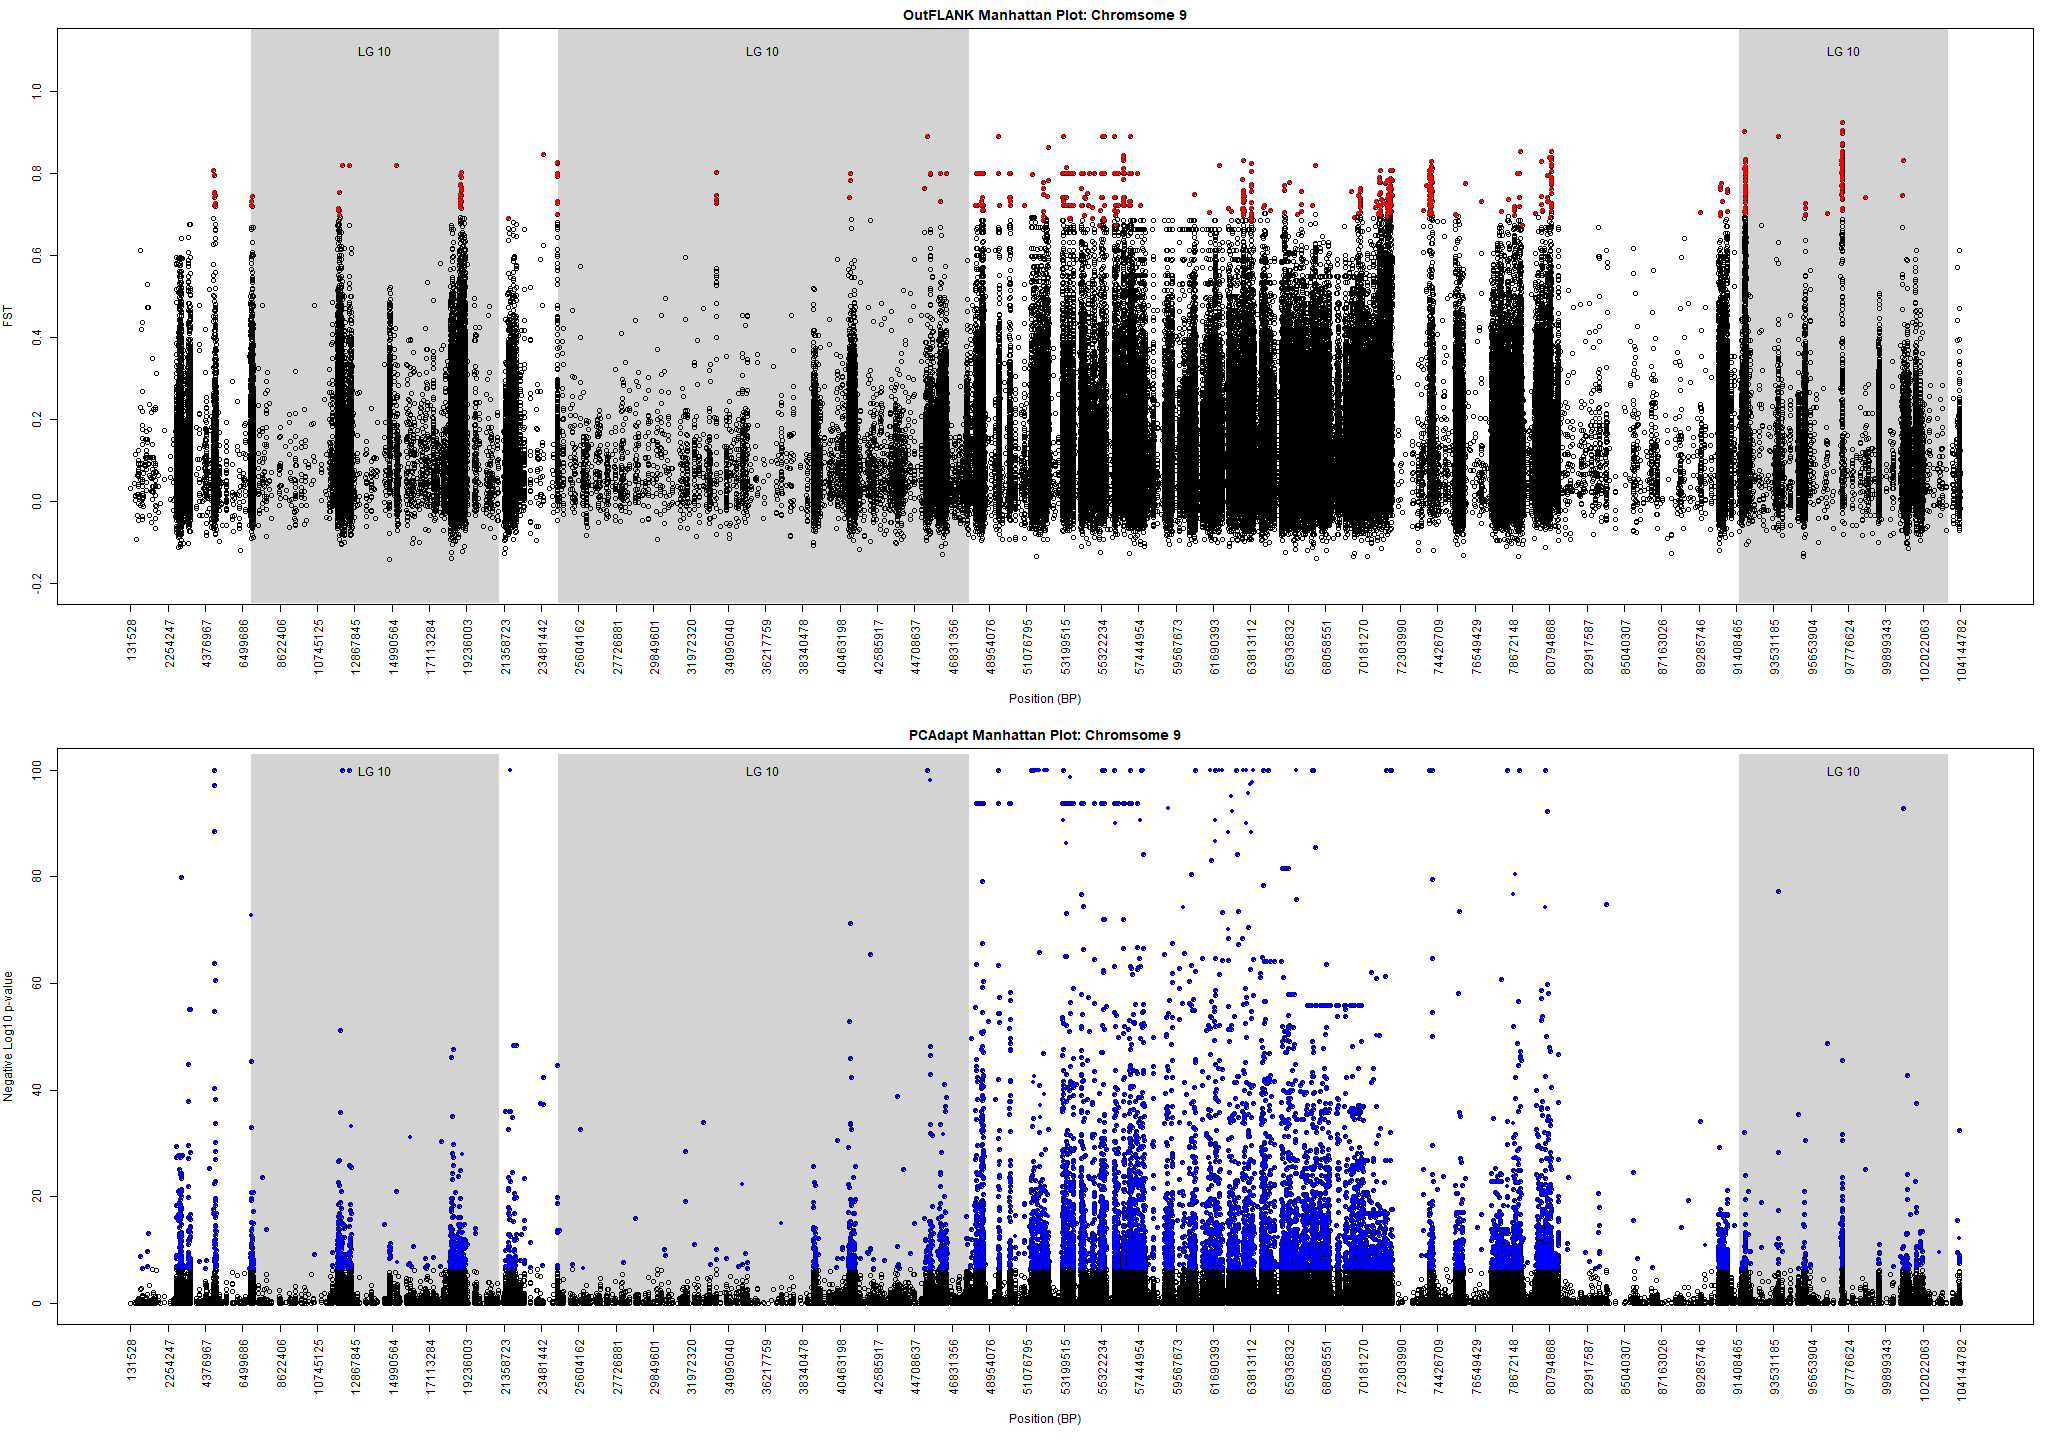 OutFLANK Manhattan Plot: Chromsome 9
LG 10 LG 10 LG 10
FST
1.0
0.8
0.6
0.4
0.2
0.0
-0.2
131528 2254247 4376967 6499686 8622406 10745125 12867845 14990564 17113284 19236003 21358723 23481442 25604162 27726881 29849601 31972320 34095040 36217759 38340478 40463198 42585917 44708637 46831356 48954076 51076795 53199515 55322234 57444954 59567673 61690393 63813112 65935832 68058551 70181270 72303990 74426709 76549429 78672148 80794868 82917587 85040307 87163026 89285746 91408465 93531185 95653904 97776624 99899343 102022063 104144782
Position (BP)
PCAdapt Manhattan Plot: Chromsome 9
LG 10 LG 10 LG 10
Negative Log10 p-value
100
80
60
40
20
0
131528 2254247 4376967 6499686 8622406 10745125 12867845 14990564 17113284 19236003 21358723 23481442 25604162 27726881 29849601 31972320 34095040 36217759 38340478 40463198 42585917 44708637 46831356 48954076 51076795 53199515 55322234 57444954 59567673 61690393 63813112 65935832 68058551 70181270 72303990 74426709 76549429 78672148 80794868 82917587 85040307 87163026 89285746 91408465 93531185 95653904 97776624 99899343 102022063 104144782
Position (BP)